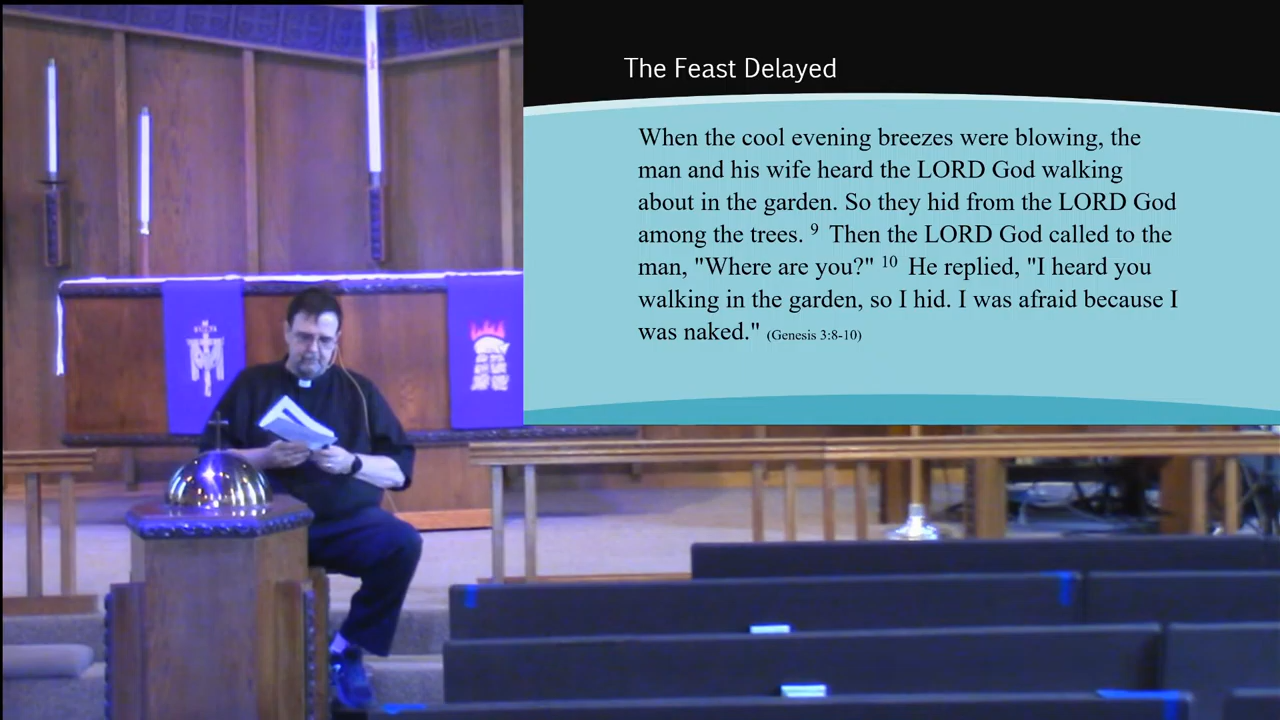 The Feast Delayed
When the cool evening breezes were blowing, the
man and his wife heard the LORD God walking
about in the garden. So they hid from the LORD God
among the trees. 9 Then the LORD God called to the
man, "Where are you?" 10 He replied, "I heard you
walking in the garden, so I hid. I was afraid because I
was naked." (Genesis 3:8-10)